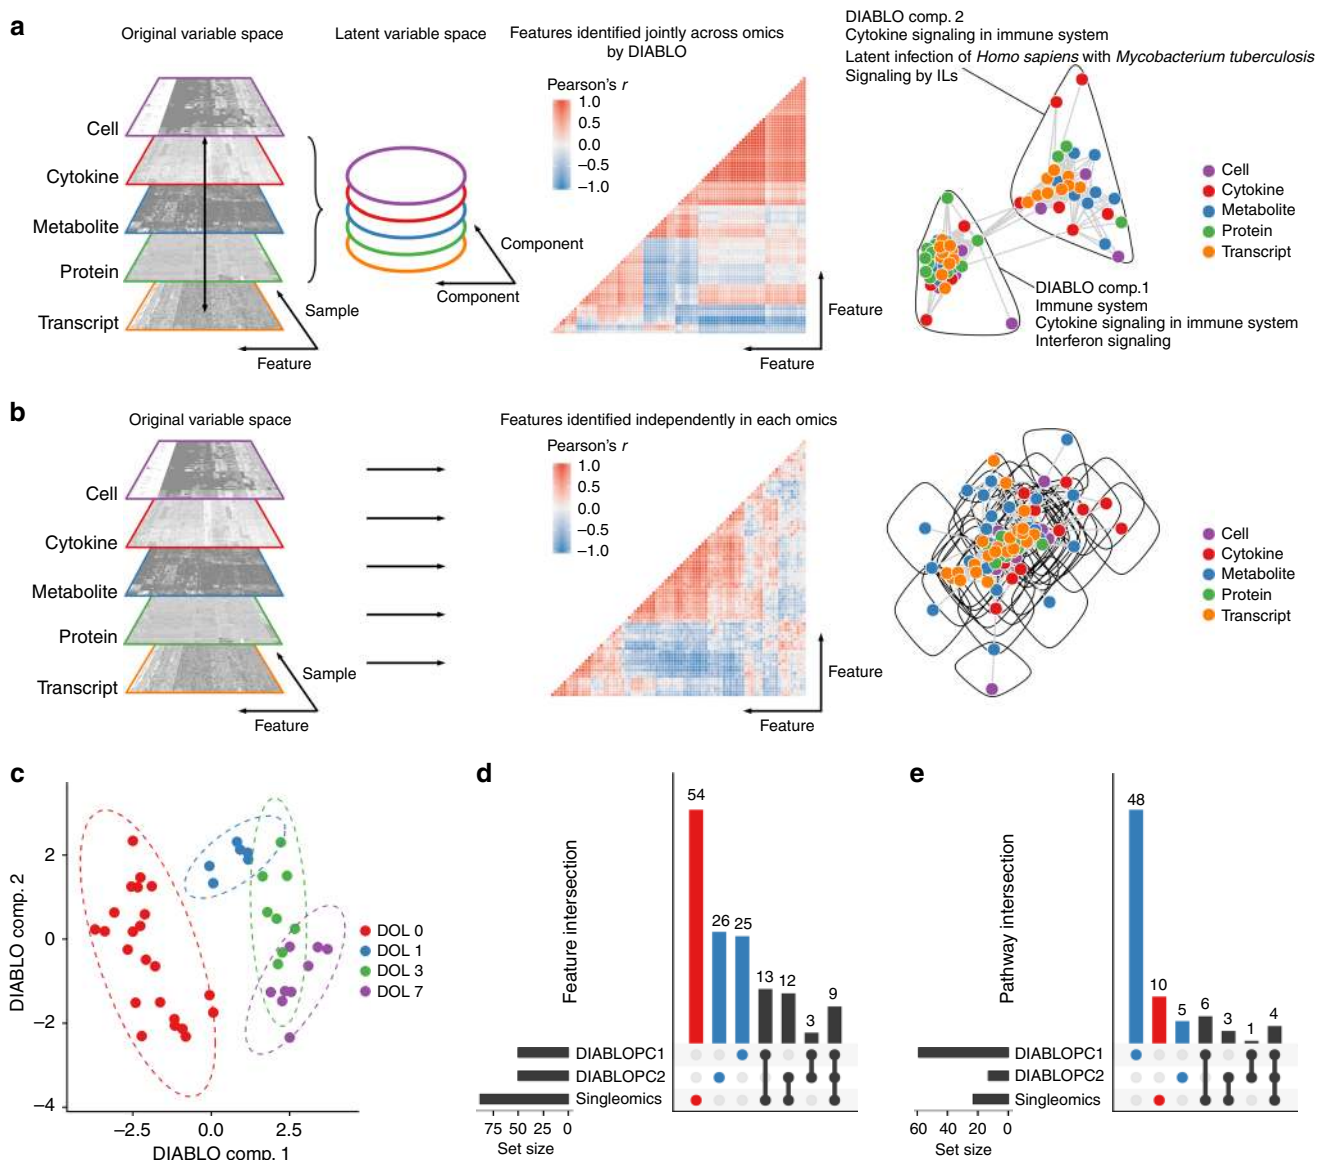 a
Original variable space
Latent variable space
Features identified jointly across omics
by DIABLO
DIABLO comp. 2
Cytokine signaling in immune system
Latent infection of Homo sapiens with Mycobacterium tuberculosis
Signaling by ILs
Pearson's r
1.0
0.5
0.0
−0.5
−1.0
Cell
Cytokine
Metabolite
Protein
Transcript
Sample
Feature
Component
Component
Feature
Cell
Cytokine
Metabolite
Protein
Transcript
DIABLO comp.1
Immune system
Cytokine signaling in immune system
Interferon signaling
b
Original variable space
Features identified independently in each omics
Pearson's r
1.0
0.5
0.0
−0.5
−1.0
Cell
Cytokine
Metabolite
Protein
Transcript
Sample
Feature
Feature
Cell
Cytokine
Metabolite
Protein
Transcript
c
DIABLO comp. 2
2
0
−2
−4
−2.5 0.0 2.5
DIABLO comp. 1
DOL 0
DOL 1
DOL 3
DOL 7
d
Feature intersection
54
26
25
13
12
3
9
DIABLOPC1
DIABLOPC2
Singleomics
75 50 25 0
Set size
e
Pathway intersection
48
10
5
6
3
1
4
DIABLOPC1
DIABLOPC2
Singleomics
60 40 20 0
Set size